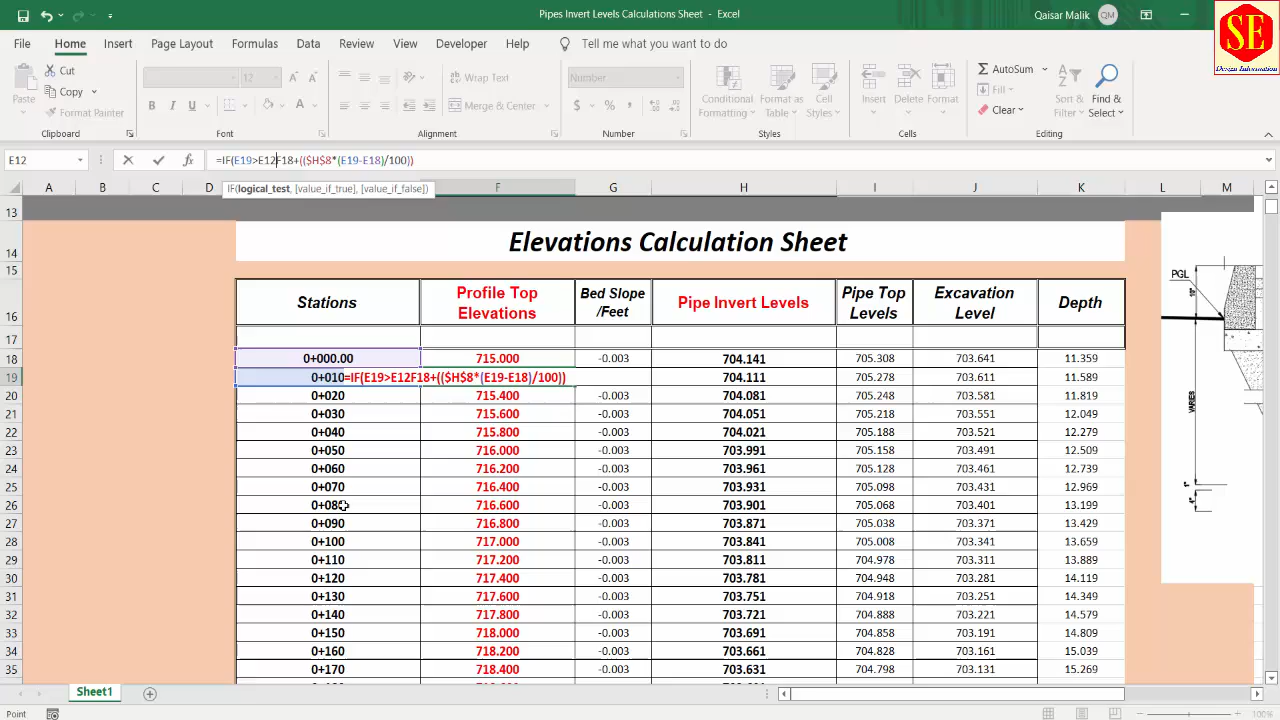 Pipes Invert Levels Calculations Sheet - Excel
Qaisar Malik QM
SE
Design Information
File Home Insert Page Layout Formulas Data Review View Developer Help Tell me what you want to do
Cut
Copy
Format Painter
Paste
Clipboard
12
B I U A
Font
Wrap Text
Merge & Center
Alignment
Number
$ % ,
Number
Conditional Formatting
Format as Table
Cell Styles
Styles
Insert Delete Format
Cells
AutoSum
Fill
Clear
Sort & Filter
Find & Select
Editing
E12 fx =IF(E19>E12F18+(($H$8*(E19-E18)/100))
IF(logical_test, [value_if_true], [value_if_false])
A B C D F G H I J K L M
13
14 Elevations Calculation Sheet
15
16 Stations Profile Top Elevations Bed Slope /Feet Pipe Invert Levels Pipe Top Levels Excavation Level Depth
17
18 0+000.00 715.000 -0.003 704.141 705.308 703.641 11.359
19 0+010 =IF(E19>E12F18+(($H$8*(E19-E18)/100)) 704.111 705.278 703.611 11.589
20 0+020 715.400 -0.003 704.081 705.248 703.581 11.819
21 0+030 715.600 -0.003 704.051 705.218 703.551 12.049
22 0+040 715.800 -0.003 704.021 705.188 703.521 12.279
23 0+050 716.000 -0.003 703.991 705.158 703.491 12.509
24 0+060 716.200 -0.003 703.961 705.128 703.461 12.739
25 0+070 716.400 -0.003 703.931 705.098 703.431 12.969
26 0+080 716.600 -0.003 703.901 705.068 703.401 13.199
27 0+090 716.800 -0.003 703.871 705.038 703.371 13.429
28 0+100 717.000 -0.003 703.841 705.008 703.341 13.659
29 0+110 717.200 -0.003 703.811 704.978 703.311 13.889
30 0+120 717.400 -0.003 703.781 704.948 703.281 14.119
31 0+130 717.600 -0.003 703.751 704.918 703.251 14.349
32 0+140 717.800 -0.003 703.721 704.888 703.221 14.579
33 0+150 718.000 -0.003 703.691 704.858 703.191 14.809
34 0+160 718.200 -0.003 703.661 704.828 703.161 15.039
35 0+170 718.400 -0.003 703.631 704.798 703.131 15.269
PGL
VARIES
Sheet1
Point
100%